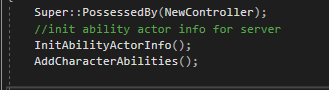 Super::PossessedBy(NewController);
//init ability actor info for server
InitAbilityActorInfo();
AddCharacterAbilities();